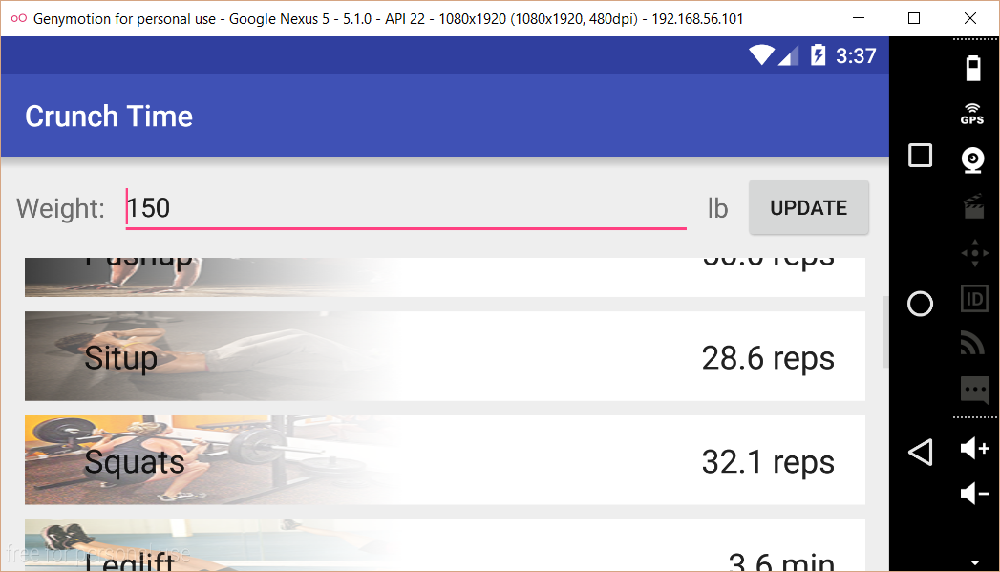 Genymotion for personal use - Google Nexus 5 - 5.1.0 - API 22 - 1080x1920 (1080x1920, 480dpi) - 192.168.56.101
3:37
Crunch Time
Weight: 150 lb UPDATE
Pushup
Situp 28.6 reps
Squats 32.1 reps
Leglift 3.6 min
free for personal use
GPS
ID